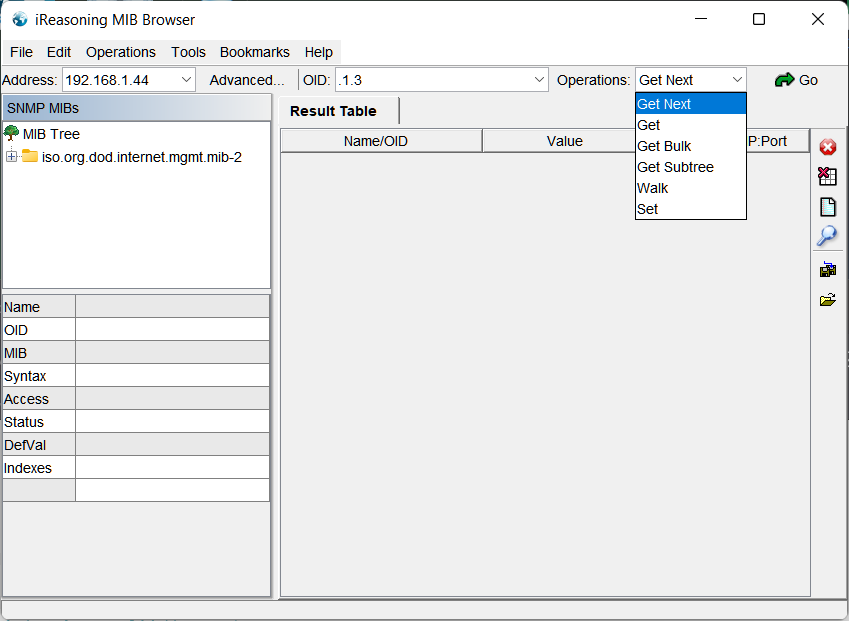 iReasoning MIB Browser
File Edit Operations Tools Bookmarks Help
Address: 192.168.1.44 Advanced... OID: .1.3 Operations: Get Next Go
SNMP MIBs
MIB Tree
iso.org.dod.internet.mgmt.mib-2
Result Table
Name/OID Value P:Port
Get Next
Get
Get Bulk
Get Subtree
Walk
Set
Name
OID
MIB
Syntax
Access
Status
DefVal
Indexes